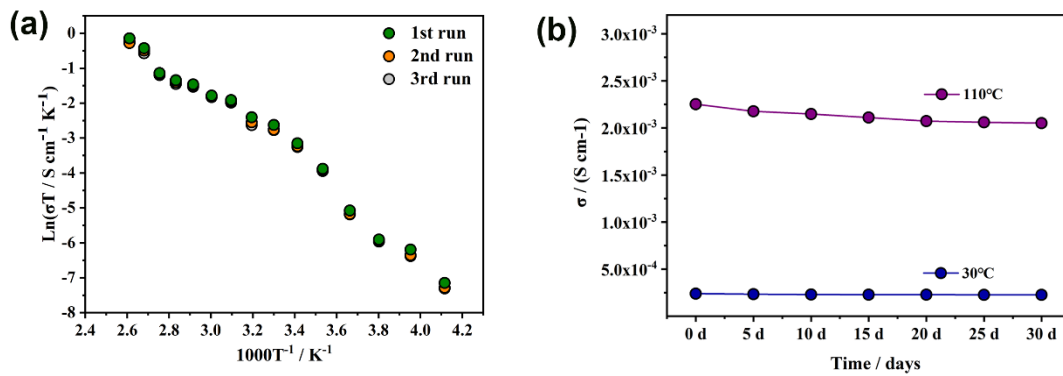 (a)
Ln(σT / S cm⁻¹ K⁻¹)
0
-1
-2
-3
-4
-5
-6
-7
-8
1st run
2nd run
3rd run
2.4 2.6 2.8 3.0 3.2 3.4 3.6 3.8 4.0 4.2
1000T⁻¹ / K⁻¹
(b)
σ / (S cm-1)
3.0x10⁻³
2.5x10⁻³
2.0x10⁻³
1.5x10⁻³
1.0x10⁻³
5.0x10⁻⁴
110°C
30°C
0 d 5 d 10 d 15 d 20 d 25 d 30 d
Time / days